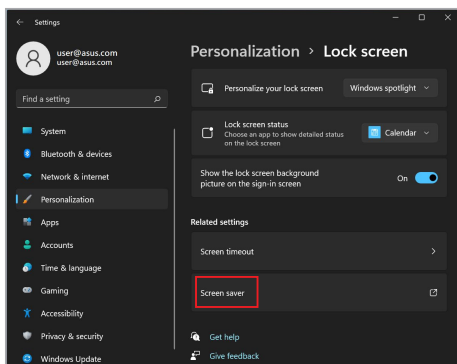 Settings
user@asus.com
user@asus.com
Find a setting
System
Bluetooth & devices
Network & internet
Personalization
Apps
Accounts
Time & language
Gaming
Accessibility
Privacy & security
Windows Update
Personalization > Lock screen
Personalize your lock screen
Windows spotlight
Lock screen status
Choose an app to show detailed status
on the lock screen
Calendar
Show the lock screen background
picture on the sign-in screen
On
Related settings
Screen timeout
Screen saver
Get help
Give feedback